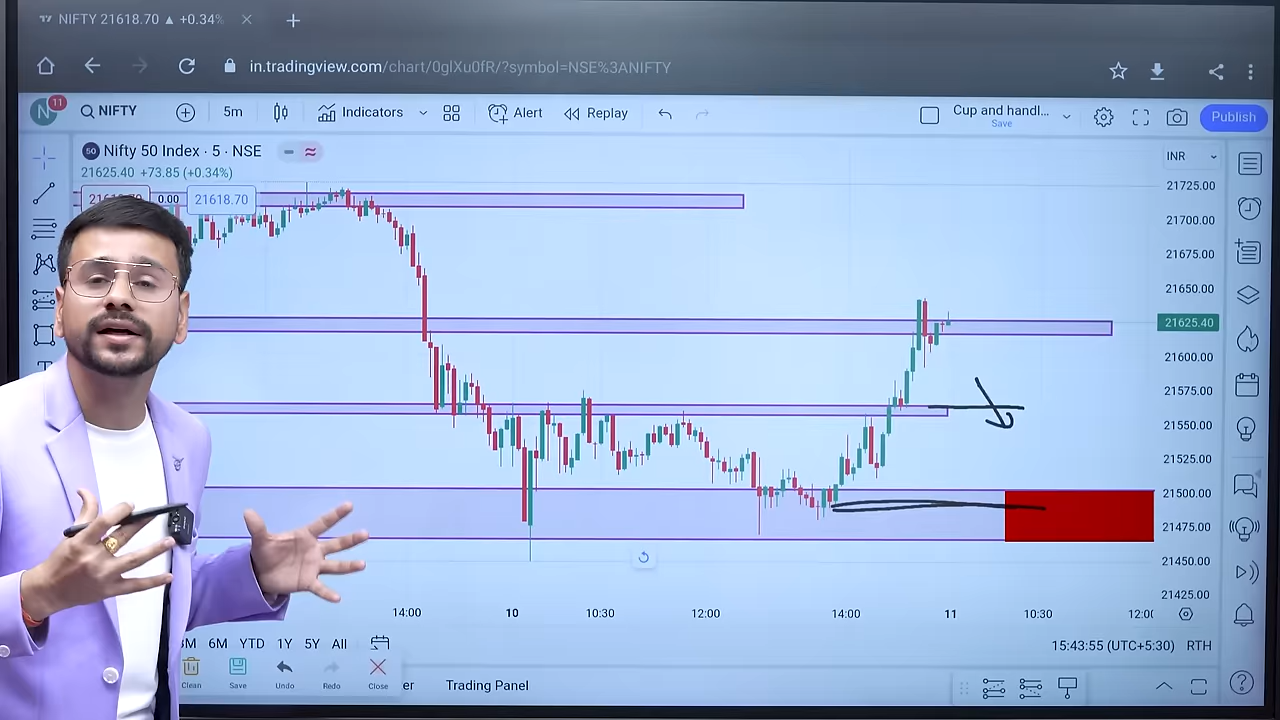 NIFTY 21618.70 ▲ +0.34%
in.tradingview.com/chart/0glXu0fR/?symbol=NSE%3ANIFTY
N 11 NIFTY 5m Indicators Alert Replay Cup and handl... Publish
Save
50 Nifty 50 Index · 5 · NSE INR
21625.40 +73.85 (+0.34%)
0.00 21618.70
21725.00
21700.00
21675.00
21650.00
21625.40
21600.00
21575.00
21550.00
21525.00
21500.00
21475.00
21450.00
21425.00
14:00 10 10:30 12:00 14:00 11 10:30
6M YTD 1Y 5Y All 15:43:55 (UTC+5:30) RTH
Clean Save Undo Redo Close
Trading Panel